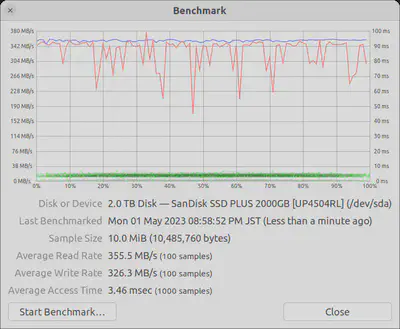 Benchmark
380 MB/s
342 MB/s
304 MB/s
266 MB/s
228 MB/s
190 MB/s
152 MB/s
114 MB/s
76 MB/s
38 MB/s
0 MB/s
100 ms
90 ms
80 ms
70 ms
60 ms
50 ms
40 ms
30 ms
20 ms
10 ms
0 ms
0% 10% 20% 30% 40% 50% 60% 70% 80% 90% 100%
Disk or Device 2.0 TB Disk — SanDisk SSD PLUS 2000GB [UP4504RL] (/dev/sda)
Last Benchmarked Mon 01 May 2023 08:58:52 PM JST (Less than a minute ago)
Sample Size 10.0 MiB (10,485,760 bytes)
Average Read Rate 355.5 MB/s (100 samples)
Average Write Rate 326.3 MB/s (100 samples)
Average Access Time 3.46 msec (1000 samples)
Start Benchmark… Close